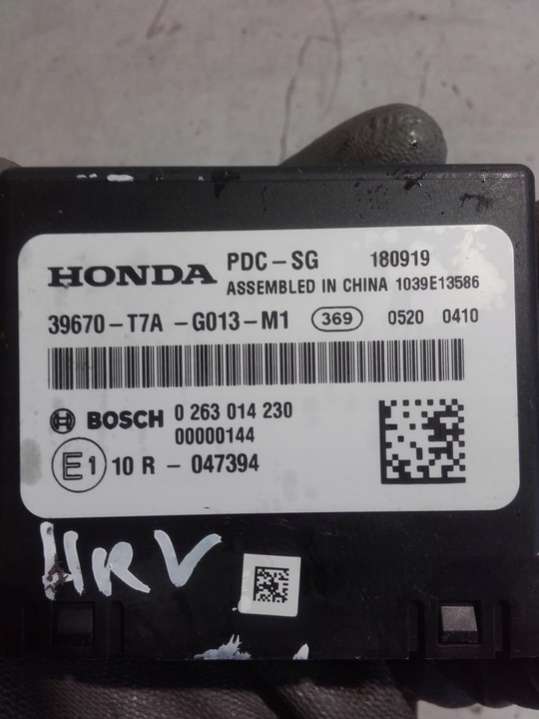 HONDA PDC-SG 180919
ASSEMBLED IN CHINA 1039E13586
39670-T7A -G013-M1 369 0520 0410
BOSCH 0 263 014 230
00000144
E1 10 R - 047394
HRV